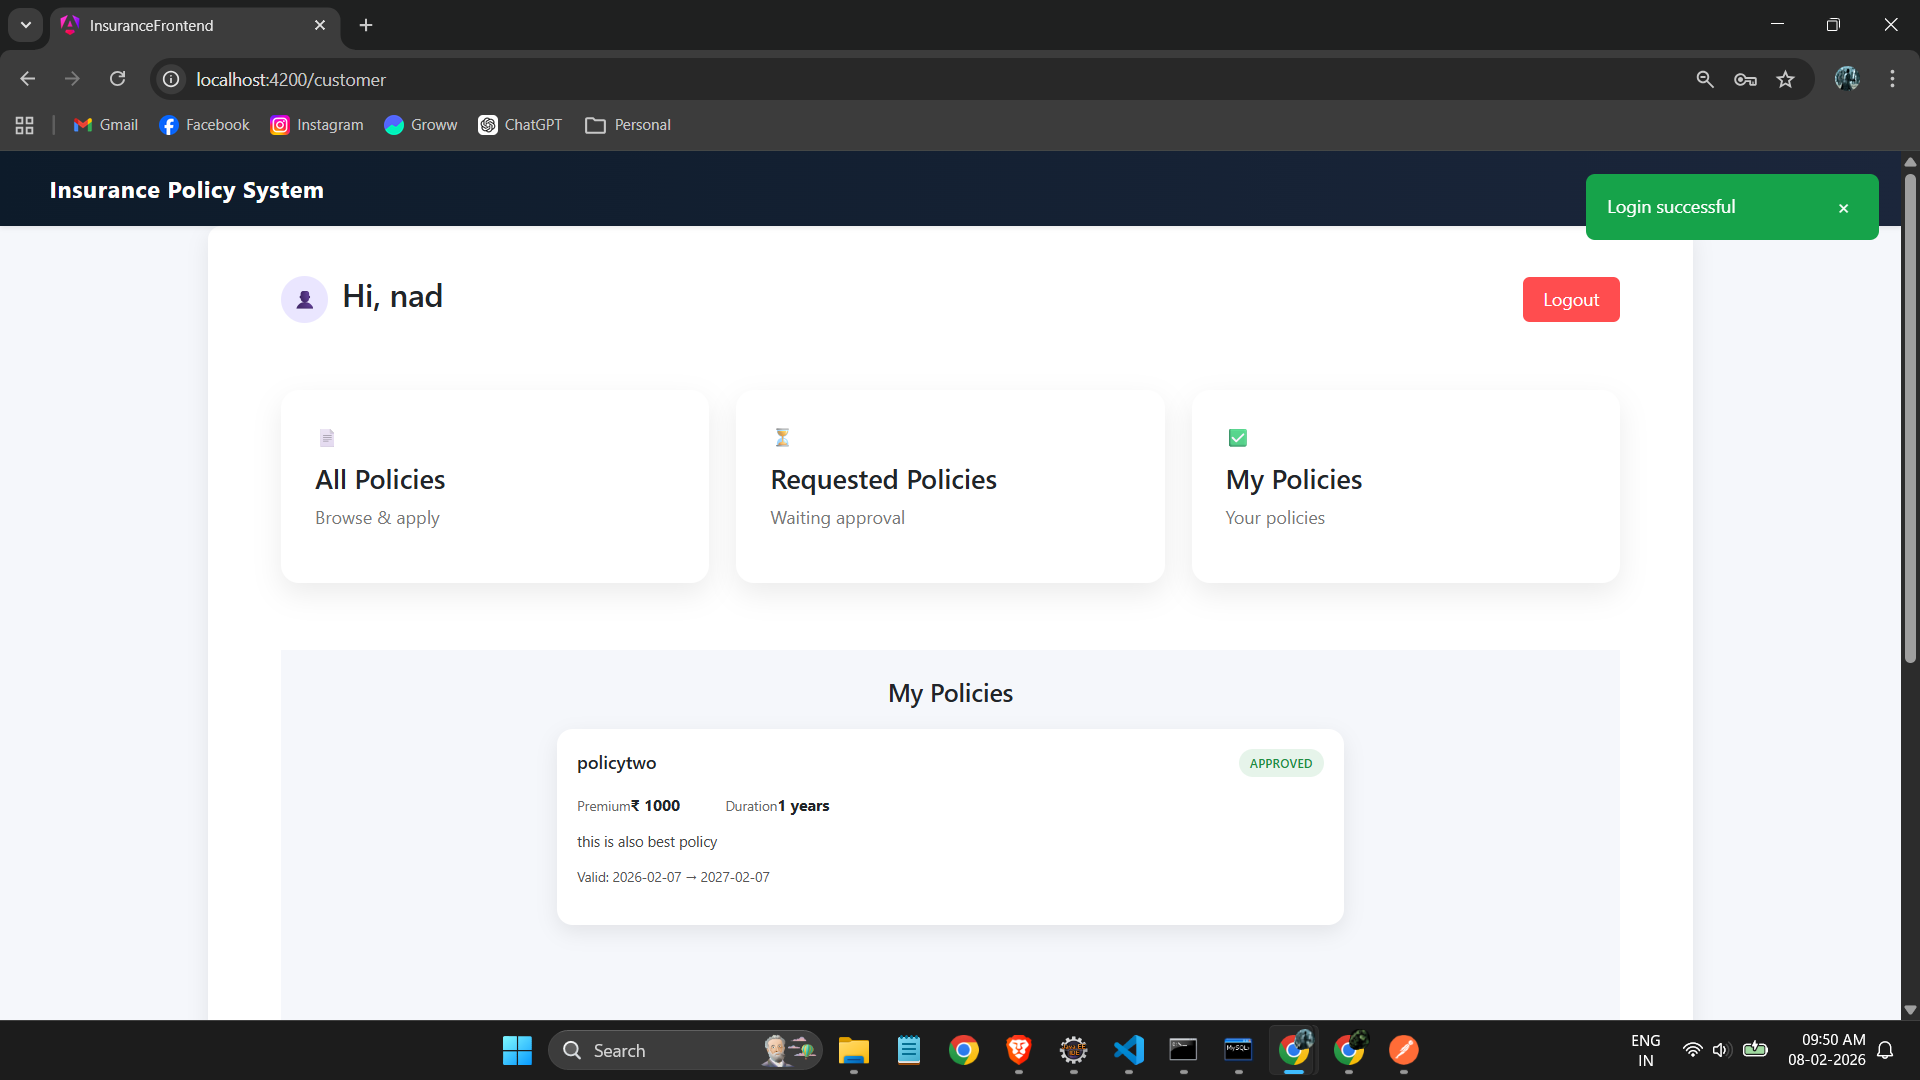 InsuranceFrontend
localhost:4200/customer
Gmail
Facebook
Instagram
Groww
ChatGPT
Personal
Insurance Policy System
Login successful ×
Hi, nad
Logout
All Policies
Browse & apply
Requested Policies
Waiting approval
My Policies
Your policies
My Policies
policytwo
APPROVED
Premium₹ 1000 Duration1 years
this is also best policy
Valid: 2026-02-07 → 2027-02-07
Search
ENG
IN
09:50 AM
08-02-2026